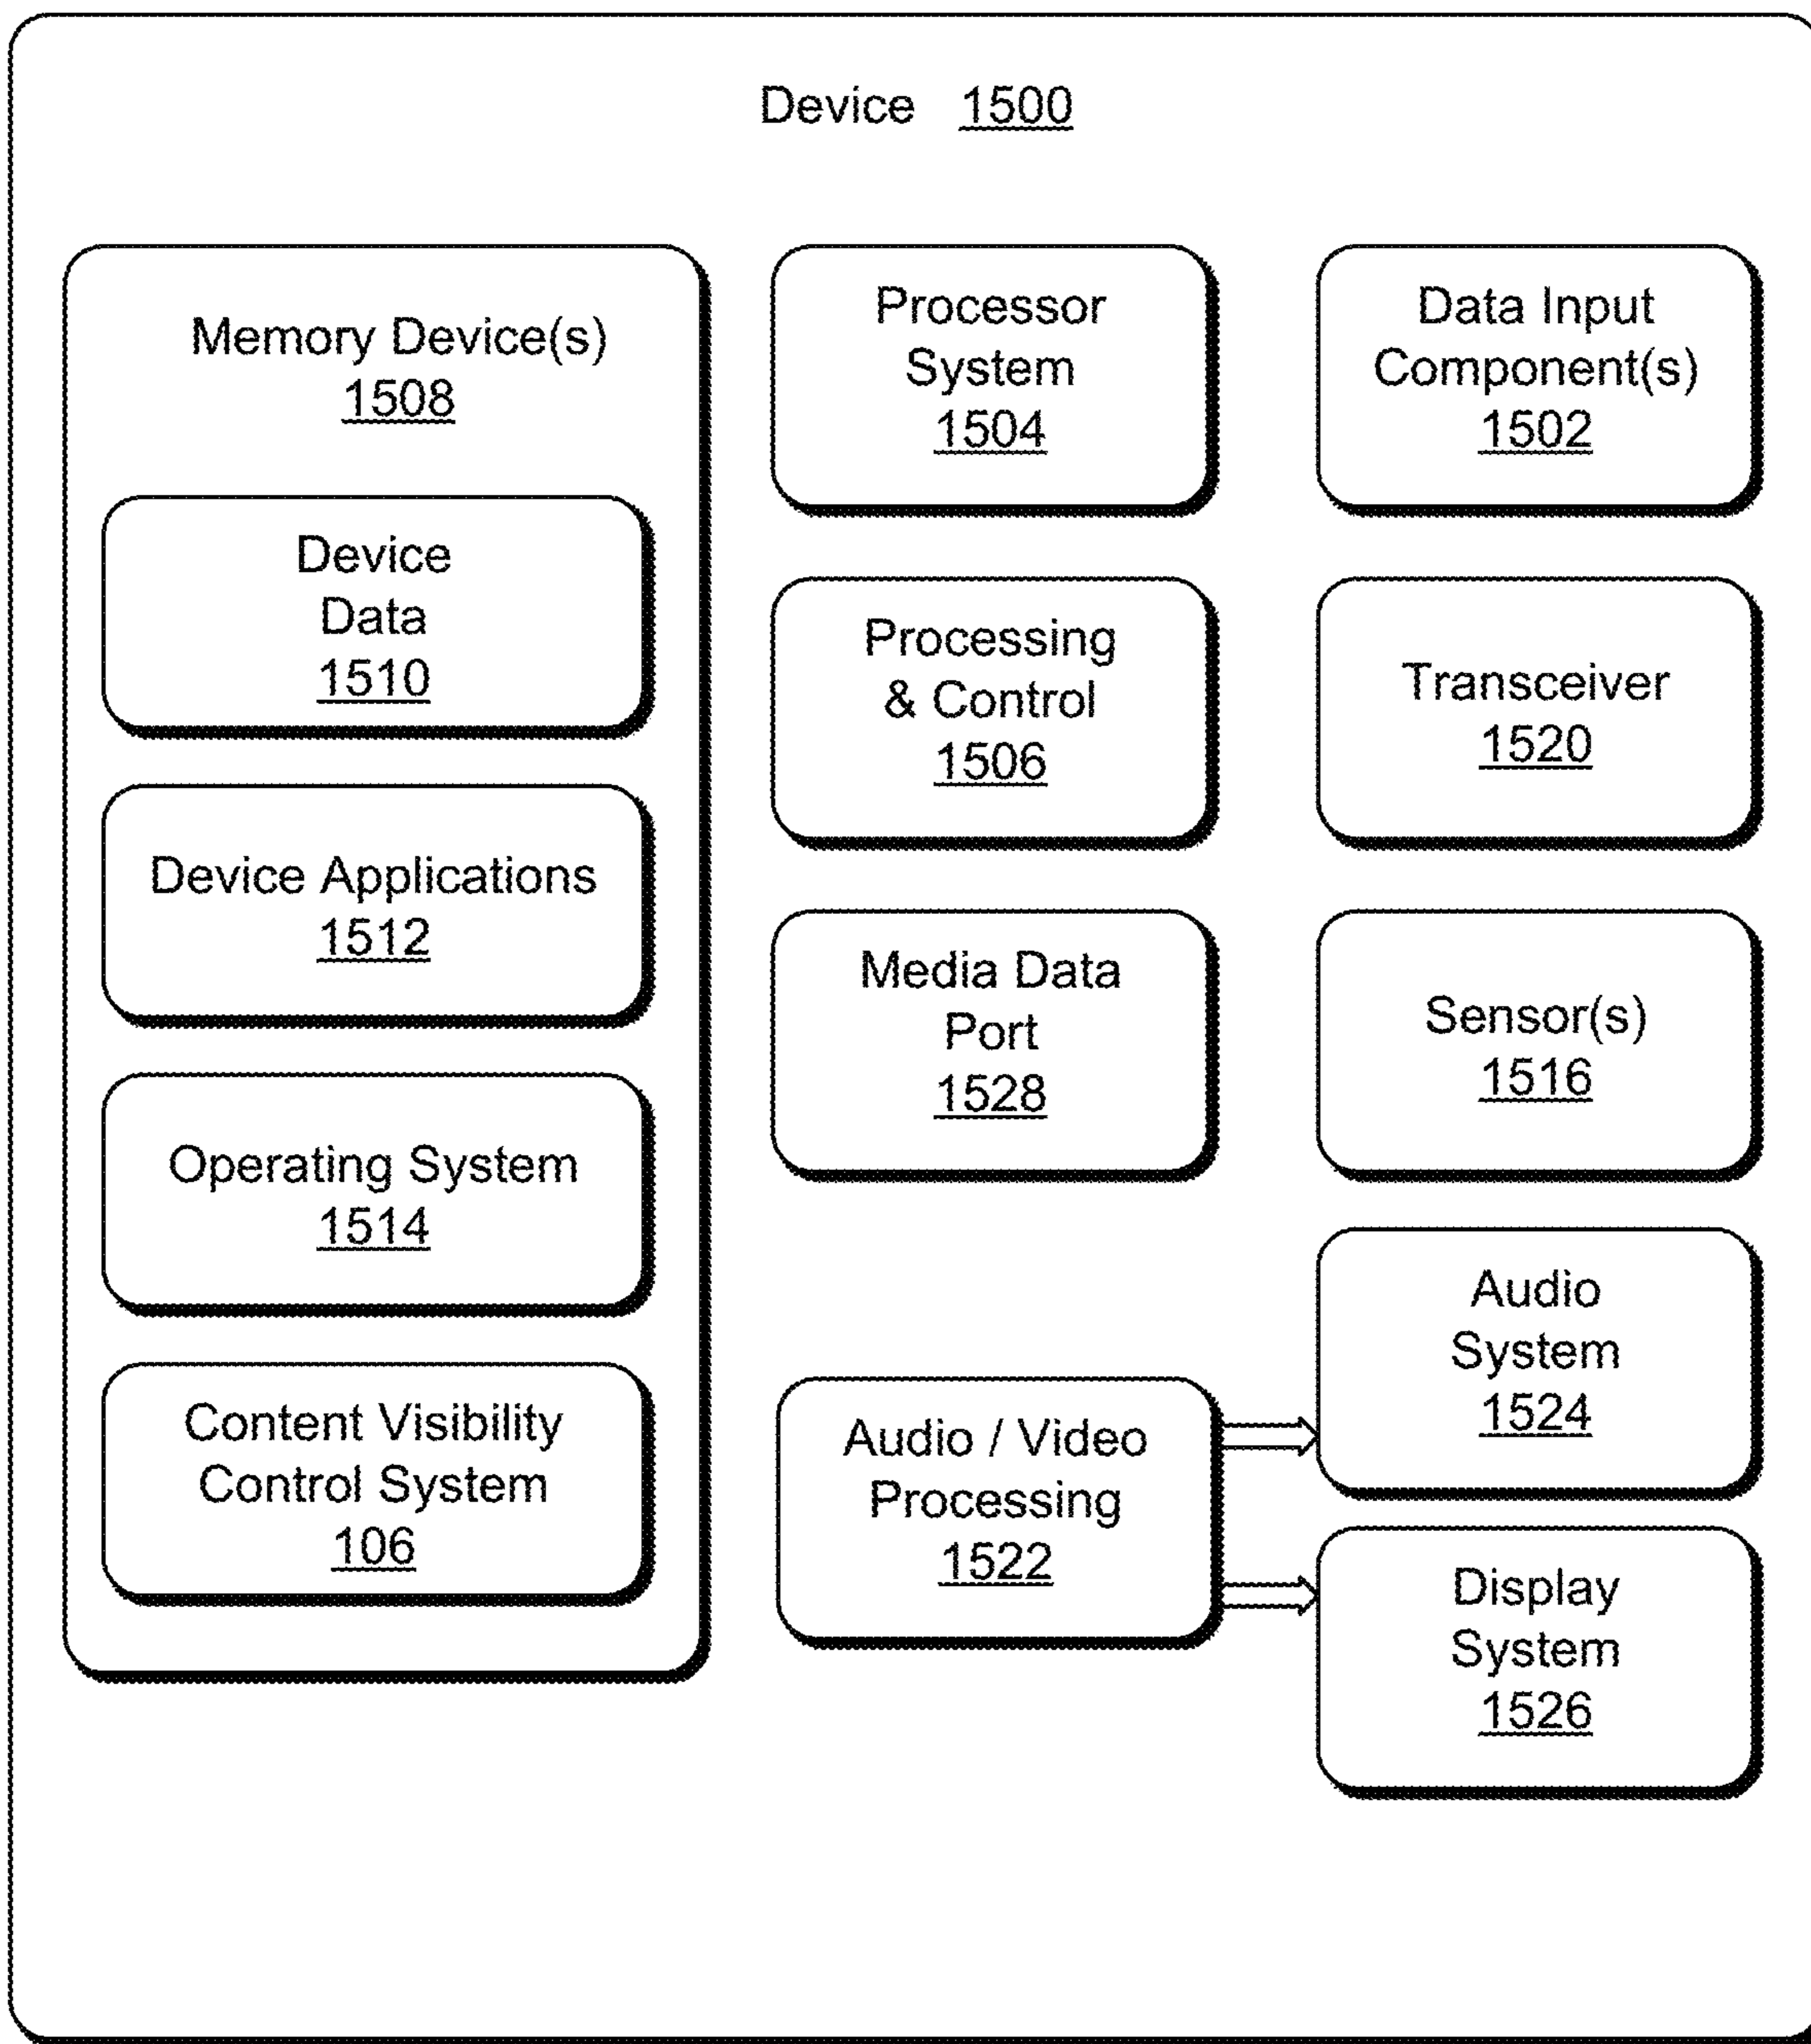 Device 1500
Memory Device(s)
1508
Device
Data
1510
Device Applications
1512
Operating System
1514
Content Visibility
Control System
106
Processor
System
1504
Data Input
Component(s)
1502
Processing
& Control
1506
Transceiver
1520
Media Data
Port
1528
Sensor(s)
1516
Audio / Video
Processing
1522
Audio
System
1524
Display
System
1526